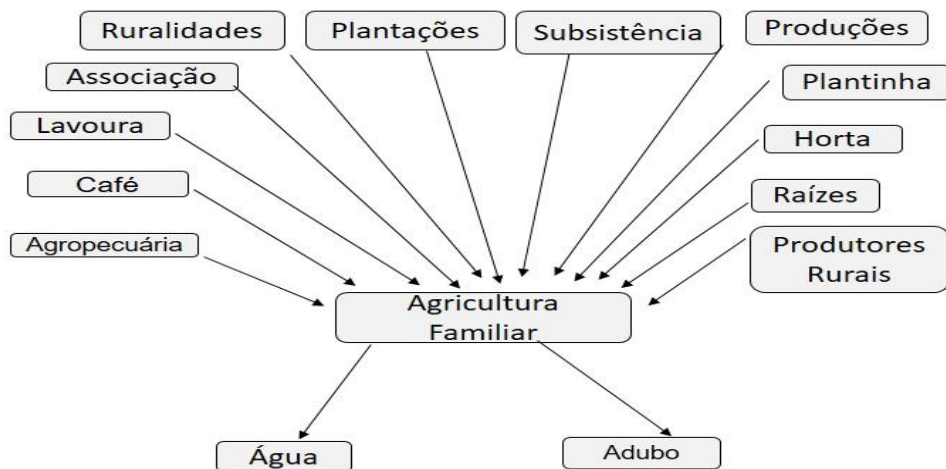 Ruralidades
Plantações
Subsistência
Produções
Associação
Plantinha
Lavoura
Horta
Café
Raízes
Agropecuária
Produtores
Rurais
Agricultura
Familiar
Água
Adubo